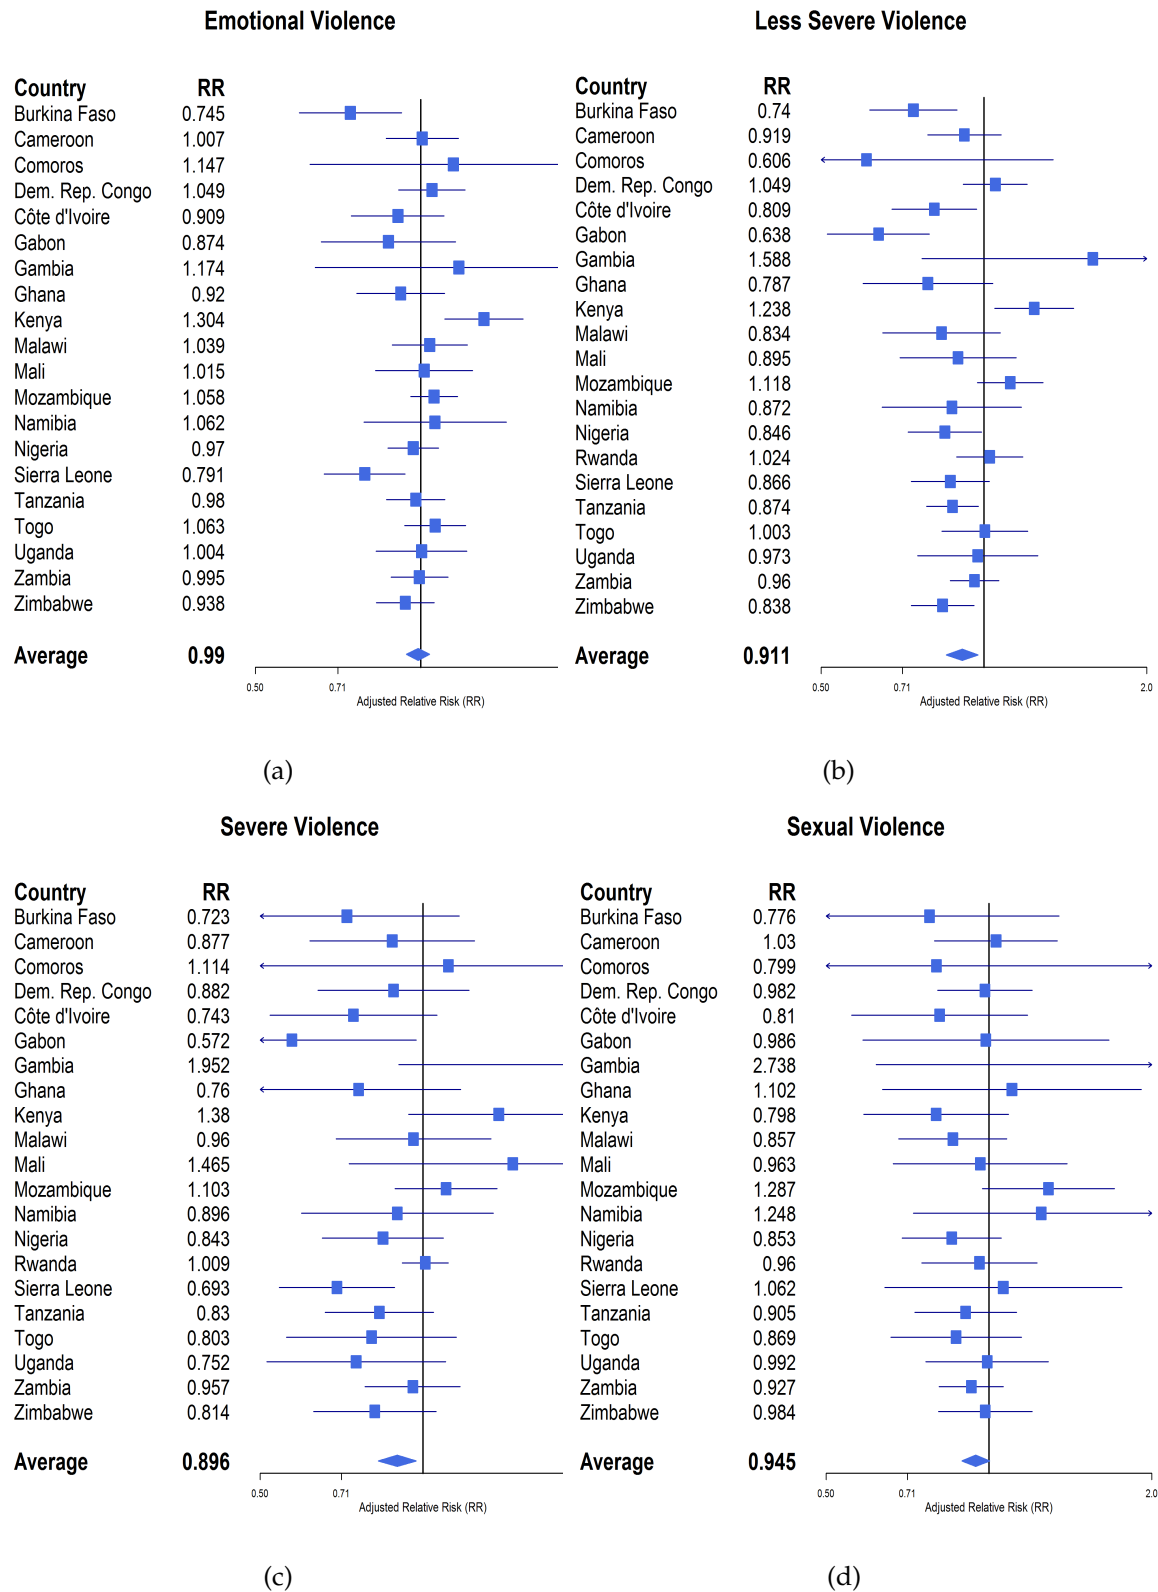 Emotional Violence
Country RR
Burkina Faso 0.745
Cameroon 1.007
Comoros 1.147
Dem. Rep. Congo 1.049
Côte d'Ivoire 0.909
Gabon 0.874
Gambia 1.174
Ghana 0.92
Kenya 1.304
Malawi 1.039
Mali 1.015
Mozambique 1.058
Namibia 1.062
Nigeria 0.97
Sierra Leone 0.791
Tanzania 0.98
Togo 1.063
Uganda 1.004
Zambia 0.995
Zimbabwe 0.938
Average 0.99
0.50 0.71
Adjusted Relative Risk (RR)
(a)
Less Severe Violence
Country RR
Burkina Faso 0.74
Cameroon 0.919
Comoros 0.606
Dem. Rep. Congo 1.049
Côte d'Ivoire 0.809
Gabon 0.638
Gambia 1.588
Ghana 0.787
Kenya 1.238
Malawi 0.834
Mali 0.895
Mozambique 1.118
Namibia 0.872
Nigeria 0.846
Rwanda 1.024
Sierra Leone 0.866
Tanzania 0.874
Togo 1.003
Uganda 0.973
Zambia 0.96
Zimbabwe 0.838
Average 0.911
0.50 0.71 2.0
Adjusted Relative Risk (RR)
(b)
Severe Violence
Country RR
Burkina Faso 0.723
Cameroon 0.877
Comoros 1.114
Dem. Rep. Congo 0.882
Côte d'Ivoire 0.743
Gabon 0.572
Gambia 1.952
Ghana 0.76
Kenya 1.38
Malawi 0.96
Mali 1.465
Mozambique 1.103
Namibia 0.896
Nigeria 0.843
Rwanda 1.009
Sierra Leone 0.693
Tanzania 0.83
Togo 0.803
Uganda 0.752
Zambia 0.957
Zimbabwe 0.814
Average 0.896
0.50 0.71
Adjusted Relative Risk (RR)
(c)
Sexual Violence
Country RR
Burkina Faso 0.776
Cameroon 1.03
Comoros 0.799
Dem. Rep. Congo 0.982
Côte d'Ivoire 0.81
Gabon 0.986
Gambia 2.738
Ghana 1.102
Kenya 0.798
Malawi 0.857
Mali 0.963
Mozambique 1.287
Namibia 1.248
Nigeria 0.853
Rwanda 0.96
Sierra Leone 1.062
Tanzania 0.905
Togo 0.869
Uganda 0.992
Zambia 0.927
Zimbabwe 0.984
Average 0.945
0.50 0.71 2.0
Adjusted Relative Risk (RR)
(d)